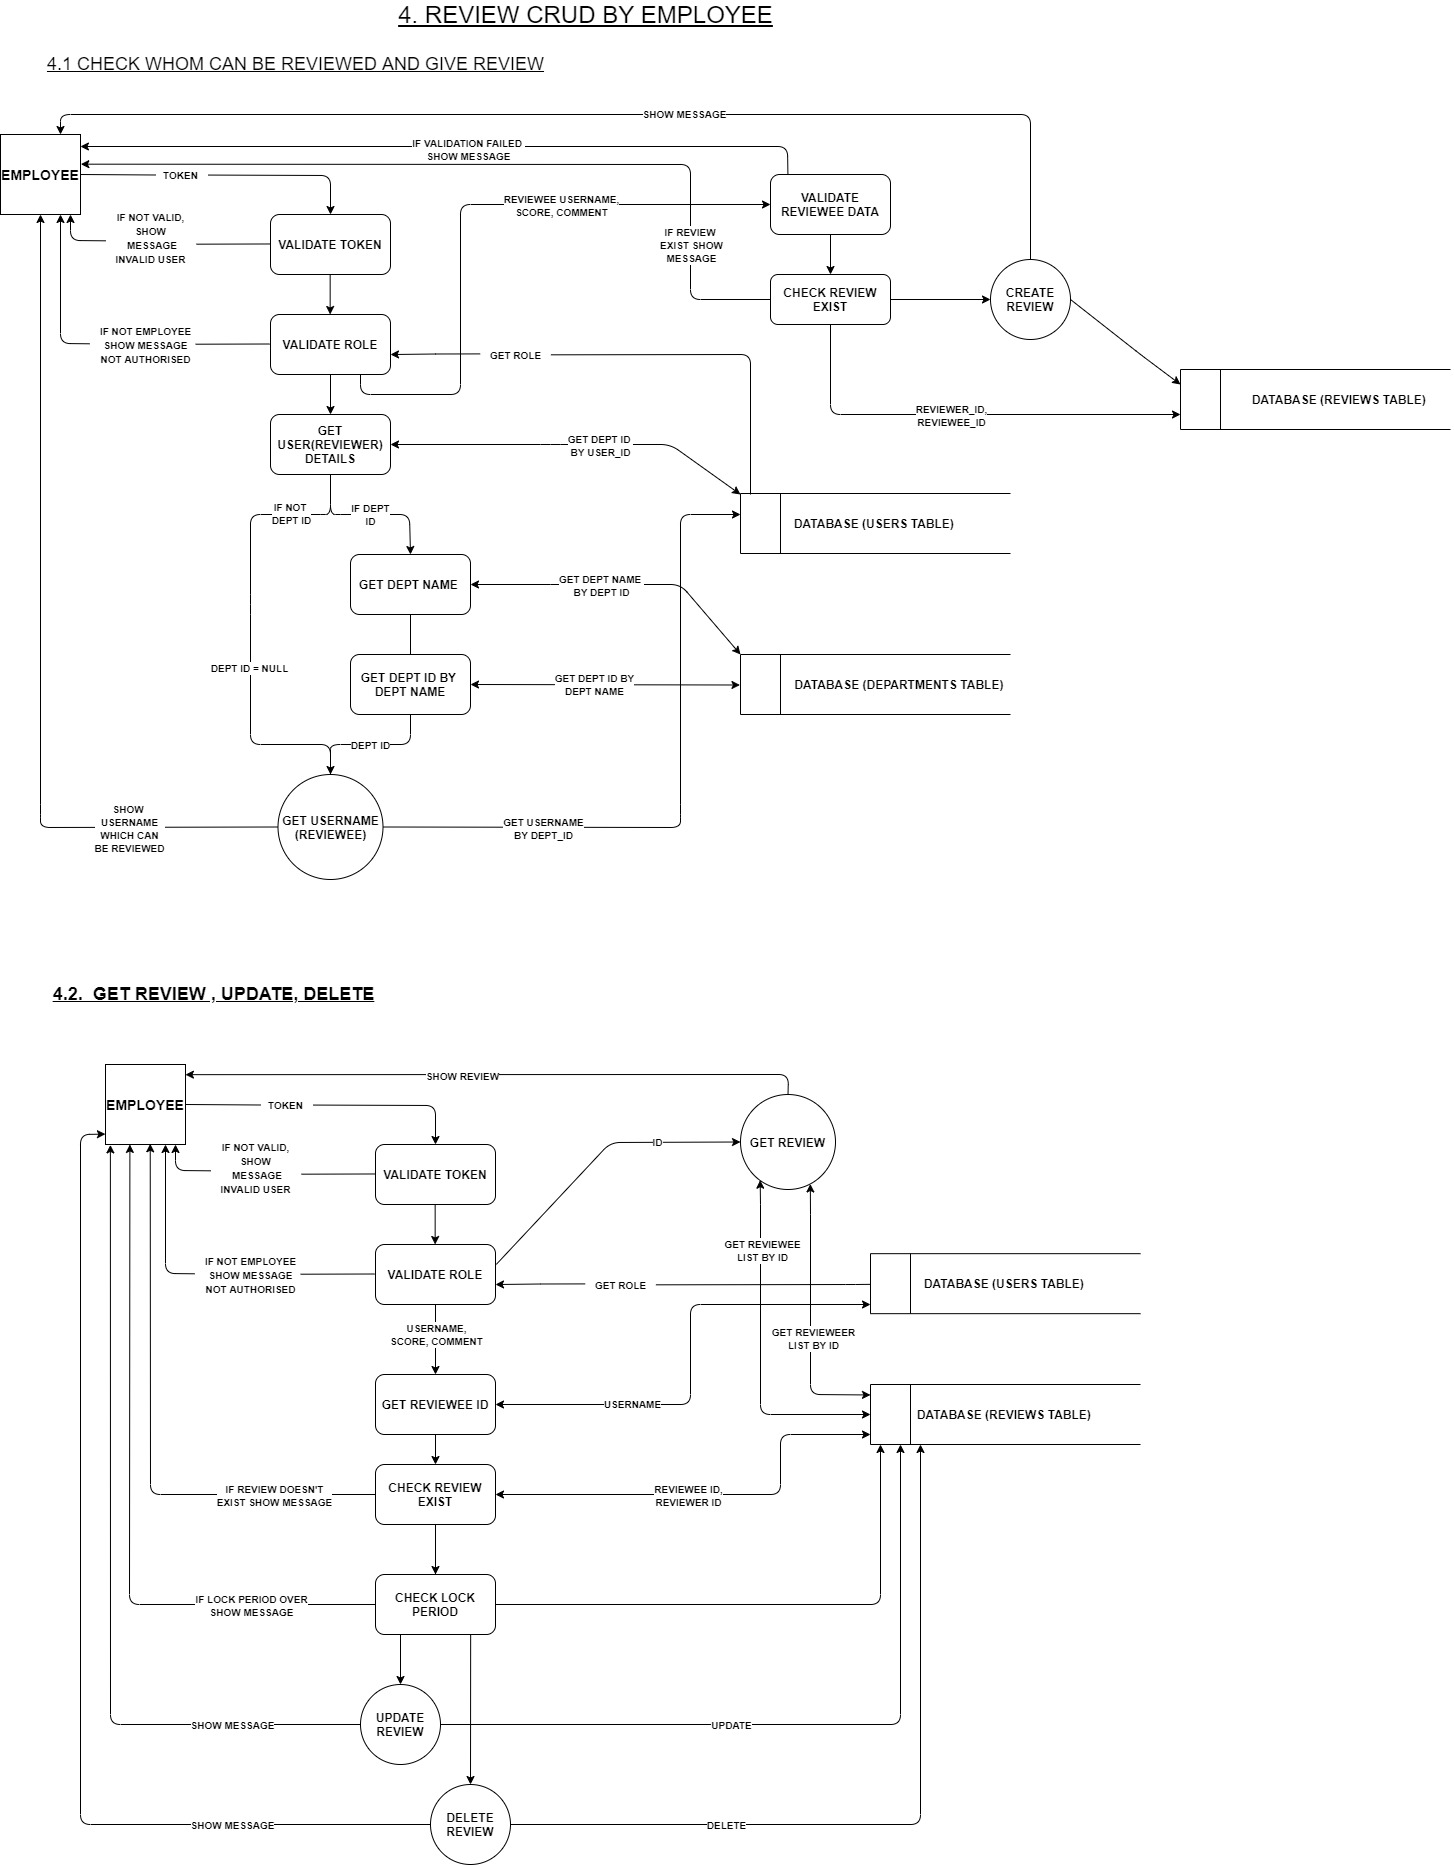 4. REVIEW CRUD BY EMPLOYEE
4.1 CHECK WHOM CAN BE REVIEWED AND GIVE REVIEW
SHOW MESSAGE
IF VALIDATION FAILED
SHOW MESSAGE
EMPLOYEE
TOKEN
REVIEWEE USERNAME,
SCORE, COMMENT
VALIDATE
REVIEWEE DATA
IF NOT VALID,
SHOW
MESSAGE
INVALID USER
VALIDATE TOKEN
IF REVIEW
EXIST SHOW
MESSAGE
CHECK REVIEW
EXIST
CREATE
REVIEW
IF NOT EMPLOYEE
SHOW MESSAGE
NOT AUTHORISED
VALIDATE ROLE
GET ROLE
DATABASE (REVIEWS TABLE)
REVIEWER_ID,
REVIEWEE_ID
GET
USER(REVIEWER)
DETAILS
GET DEPT ID
BY USER_ID
IF NOT
DEPT ID
IF DEPT
ID
DATABASE (USERS TABLE)
GET DEPT NAME
GET DEPT NAME
BY DEPT ID
DEPT ID = NULL
GET DEPT ID BY
DEPT NAME
GET DEPT ID BY
DEPT NAME
DATABASE (DEPARTMENTS TABLE)
DEPT ID
SHOW
USERNAME
WHICH CAN
BE REVIEWED
GET USERNAME
(REVIEWEE)
GET USERNAME
BY DEPT_ID
4.2. GET REVIEW , UPDATE, DELETE
SHOW REVIEW
EMPLOYEE
TOKEN
IF NOT VALID,
SHOW
MESSAGE
INVALID USER
VALIDATE TOKEN
ID
GET REVIEW
IF NOT EMPLOYEE
SHOW MESSAGE
NOT AUTHORISED
VALIDATE ROLE
GET REVIEWEE
LIST BY ID
GET ROLE
DATABASE (USERS TABLE)
USERNAME,
SCORE, COMMENT
GET REVIEWEER
LIST BY ID
GET REVIEWEE ID
USERNAME
DATABASE (REVIEWS TABLE)
IF REVIEW DOESN'T
EXIST SHOW MESSAGE
CHECK REVIEW
EXIST
REVIEWEE ID,
REVIEWER ID
IF LOCK PERIOD OVER
SHOW MESSAGE
CHECK LOCK
PERIOD
SHOW MESSAGE
UPDATE
REVIEW
UPDATE
SHOW MESSAGE
DELETE
REVIEW
DELETE